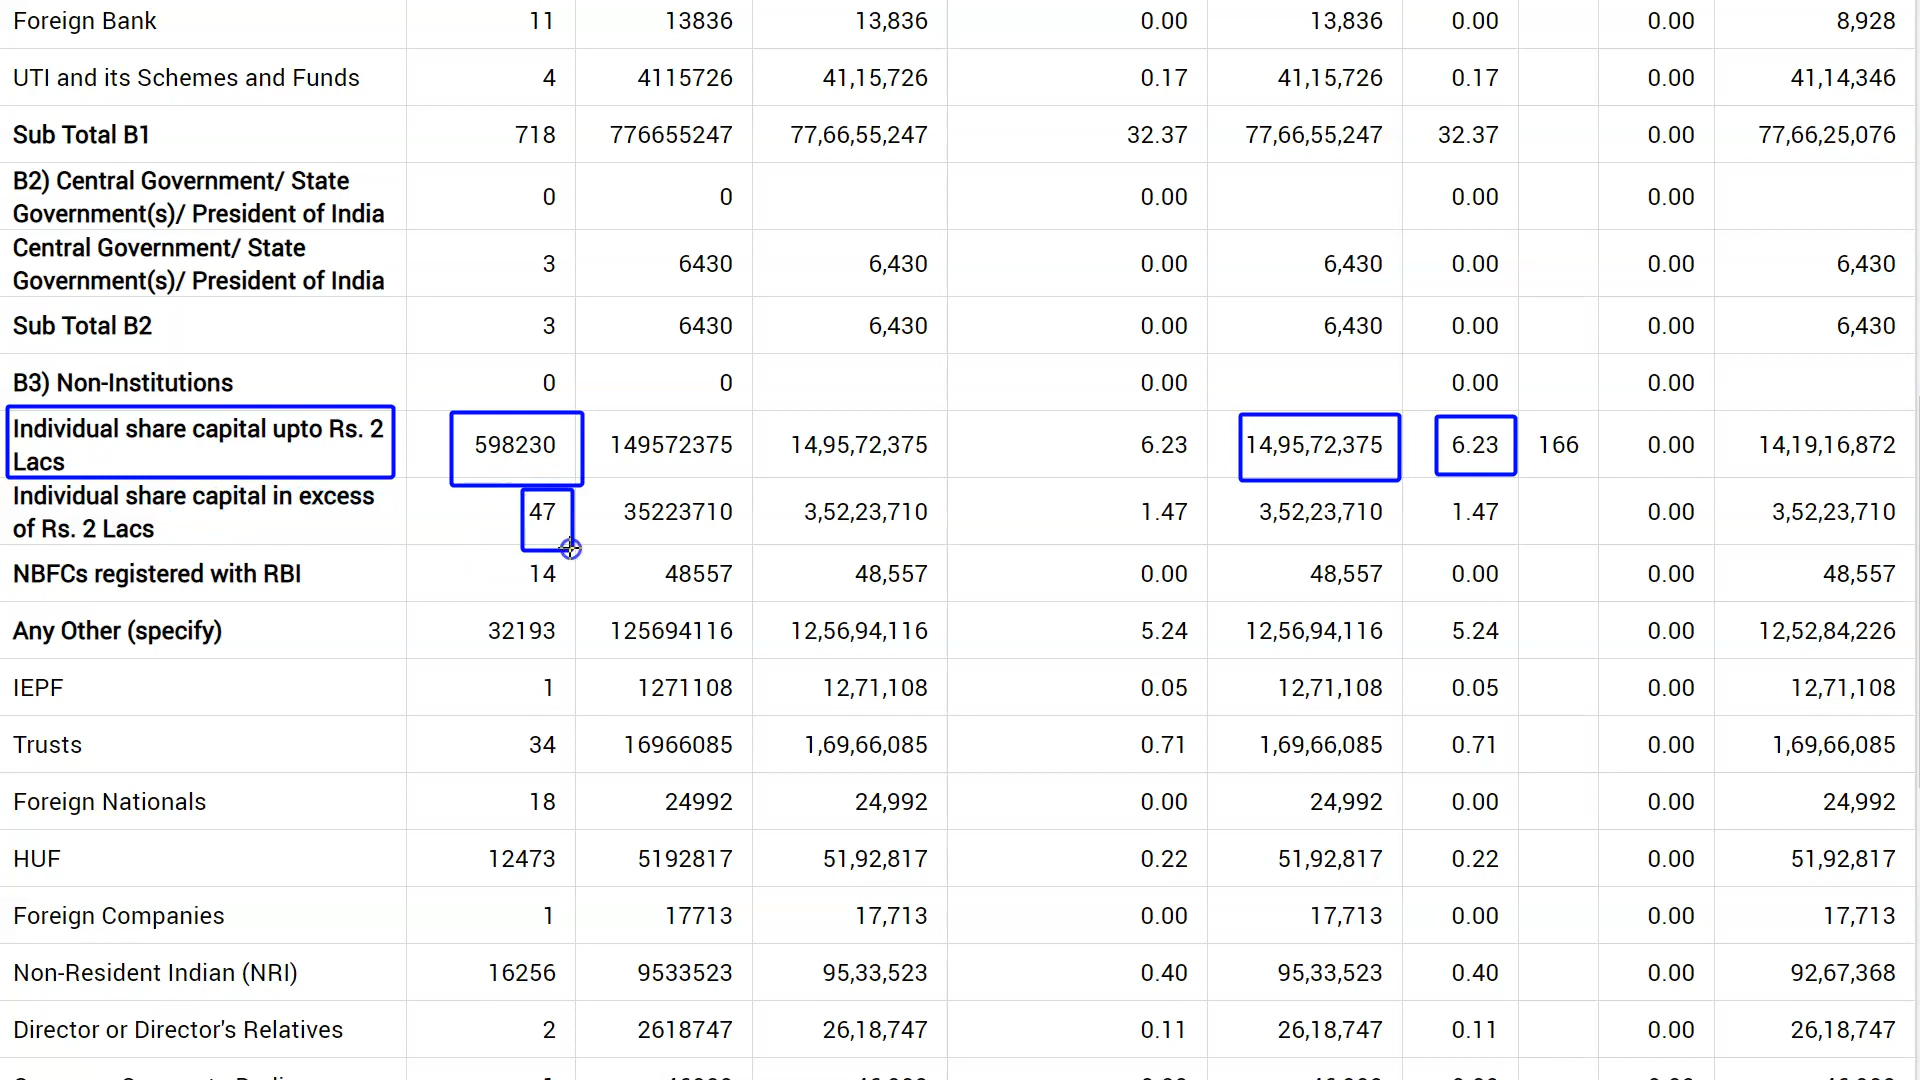 Foreign Bank 11 13836 13,836 0.00 13,836 0.00 0.00 8,928
UTI and its Schemes and Funds 4 4115726 41,15,726 0.17 41,15,726 0.17 0.00 41,14,346
Sub Total B1 718 776655247 77,66,55,247 32.37 77,66,55,247 32.37 0.00 77,66,25,076
B2) Central Government/ State
Government(s)/ President of India 0 0 0.00 0.00 0.00
Central Government/ State
Government(s)/ President of India 3 6430 6,430 0.00 6,430 0.00 0.00 6,430
Sub Total B2 3 6430 6,430 0.00 6,430 0.00 0.00 6,430
B3) Non-Institutions 0 0 0.00 0.00 0.00
Individual share capital upto Rs. 2
Lacs 598230 149572375 14,95,72,375 6.23 14,95,72,375 6.23 166 0.00 14,19,16,872
Individual share capital in excess
of Rs. 2 Lacs 47 35223710 3,52,23,710 1.47 3,52,23,710 1.47 0.00 3,52,23,710
NBFCs registered with RBI 14 48557 48,557 0.00 48,557 0.00 0.00 48,557
Any Other (specify) 32193 125694116 12,56,94,116 5.24 12,56,94,116 5.24 0.00 12,52,84,226
IEPF 1 1271108 12,71,108 0.05 12,71,108 0.05 0.00 12,71,108
Trusts 34 16966085 1,69,66,085 0.71 1,69,66,085 0.71 0.00 1,69,66,085
Foreign Nationals 18 24992 24,992 0.00 24,992 0.00 0.00 24,992
HUF 12473 5192817 51,92,817 0.22 51,92,817 0.22 0.00 51,92,817
Foreign Companies 1 17713 17,713 0.00 17,713 0.00 0.00 17,713
Non-Resident Indian (NRI) 16256 9533523 95,33,523 0.40 95,33,523 0.40 0.00 92,67,368
Director or Director's Relatives 2 2618747 26,18,747 0.11 26,18,747 0.11 0.00 26,18,747